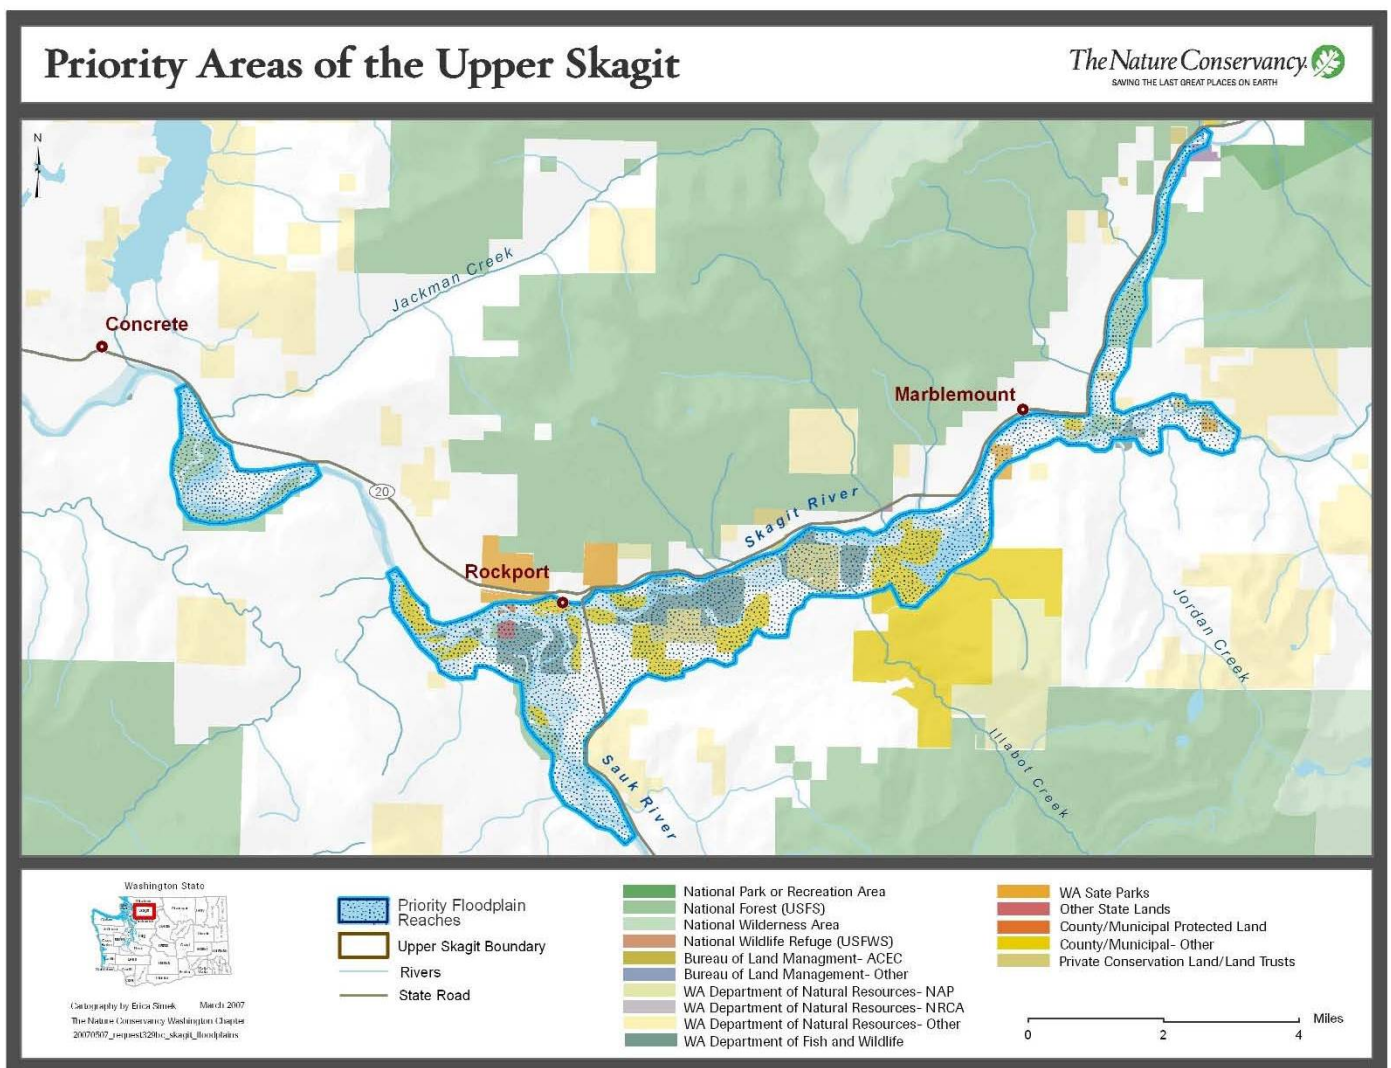 Priority Areas of the Upper Skagit
The Nature Conservancy
SAVING THE LAST GREAT PLACES ON EARTH
N
Concrete
Jackman Creek
Marblemount
20
Skagit River
Rockport
Jordan Creek
Illabot Creek
Sauk River
Washington State
Cartography by Erica Simek March 2007
The Nature Conservancy Washington Chapter
20070507_request329bc_skagit_floodplains
Priority Floodplain
Reaches
Upper Skagit Boundary
Rivers
State Road
National Park or Recreation Area
National Forest (USFS)
National Wilderness Area
National Wildlife Refuge (USFWS)
Bureau of Land Managment- ACEC
Bureau of Land Management- Other
WA Department of Natural Resources- NAP
WA Department of Natural Resources- NRCA
WA Department of Natural Resources- Other
WA Department of Fish and Wildlife
WA Sate Parks
Other State Lands
County/Municipal Protected Land
County/Municipal- Other
Private Conservation Land/Land Trusts
Miles
0 2 4